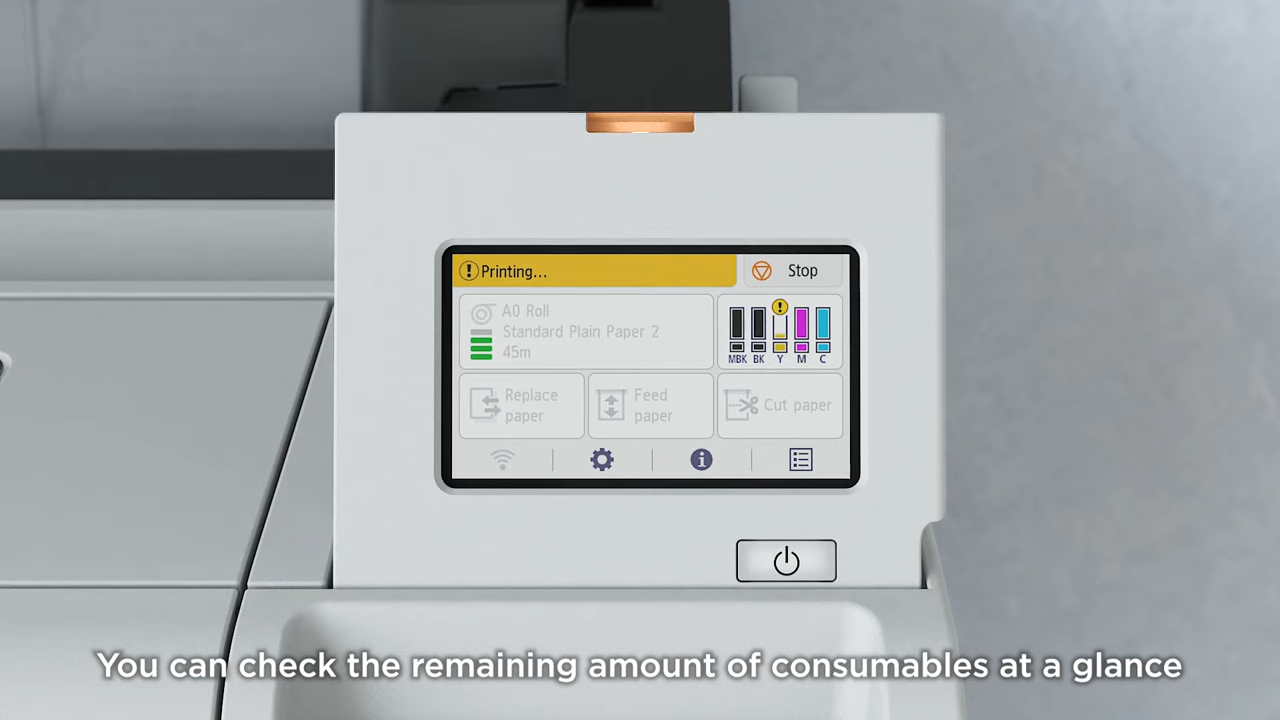 Printing...
Stop
A0 Roll
Standard Plain Paper 2
45m
MBK BK Y M C
Replace
paper
Feed
paper
Cut paper
You can check the remaining amount of consumables at a glance